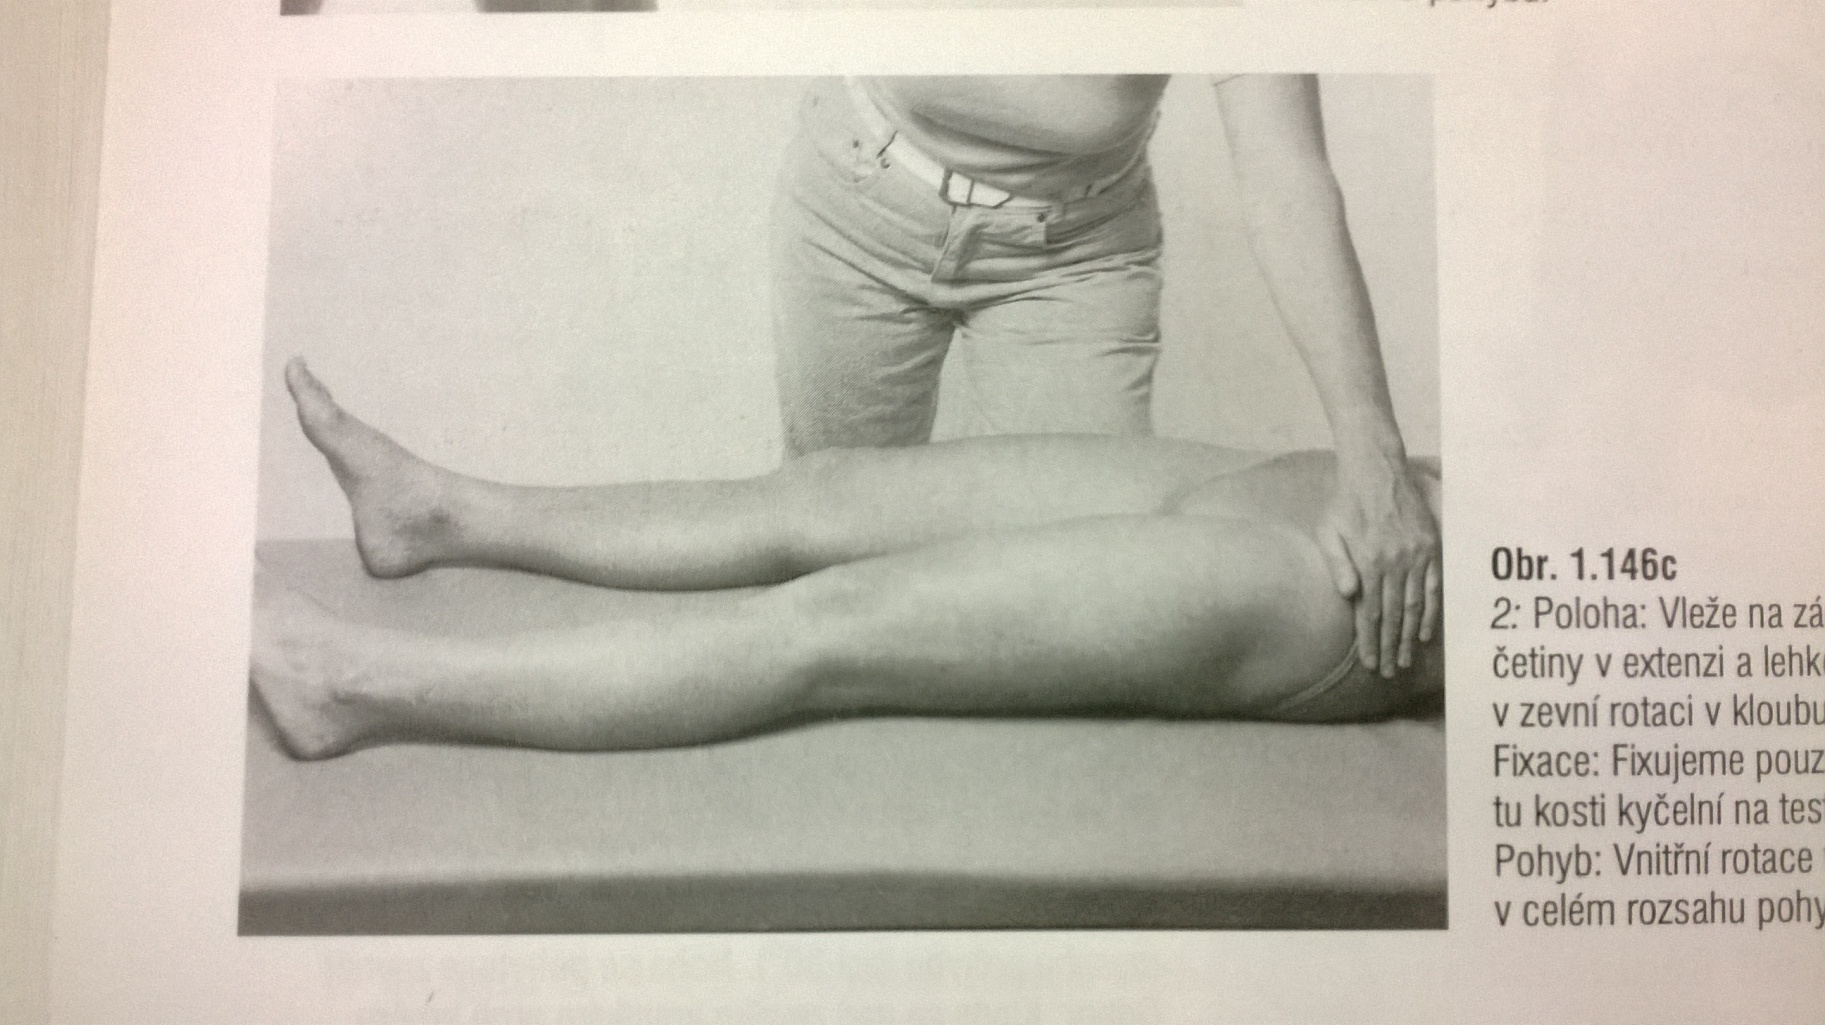 Obr. 1.146c
2: Poloha: Vleže na zá
četiny v extenzi a lehk
v zevní rotaci v kloubu
Fixace: Fixujeme pouz
tu kosti kyčelní na test
Pohyb: Vnitřní rotace
v celém rozsahu pohy